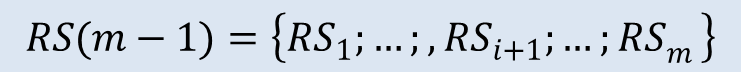 RS(m − 1) = {RS₁; …; , RSᵢ₊₁; …; RSₘ}